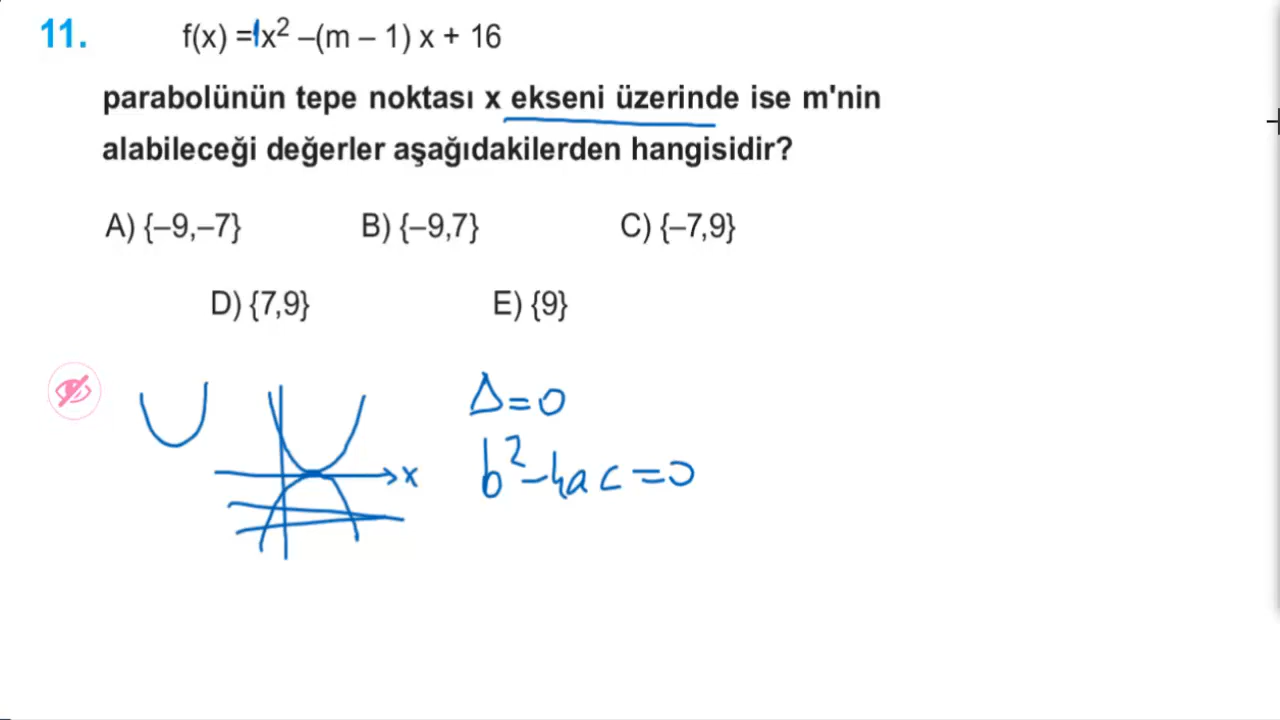 11. f(x) =1x² –(m – 1) x + 16
parabolünün tepe noktası x ekseni üzerinde ise m'nin
alabileceği değerler aşağıdakilerden hangisidir?
A) {–9,–7} B) {–9,7} C) {–7,9}
D) {7,9} E) {9}
Δ=0
x b²–4ac=0